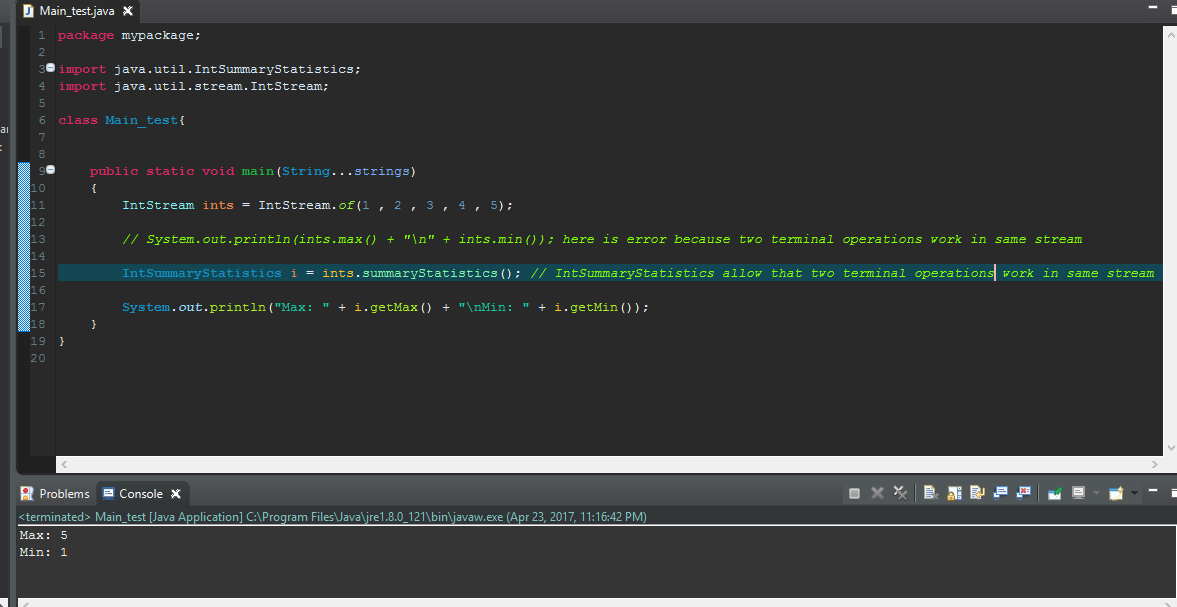 Main_test.java
1 package mypackage;
2
3 import java.util.IntSummaryStatistics;
4 import java.util.stream.IntStream;
5
6 class Main_test{
7
8
9     public static void main(String...strings)
10     {
11         IntStream ints = IntStream.of(1 , 2 , 3 , 4 , 5);
12
13         // System.out.println(ints.max() + "\n" + ints.min()); here is error because two terminal operations work in same stream
14
15         IntSummaryStatistics i = ints.summaryStatistics(); // IntSummaryStatistics allow that two terminal operations work in same stream
16
17         System.out.println("Max: " + i.getMax() + "\nMin: " + i.getMin());
18     }
19 }
20
Problems Console
<terminated> Main_test [Java Application] C:\Program Files\Java\jre1.8.0_121\bin\javaw.exe (Apr 23, 2017, 11:16:42 PM)
Max: 5
Min: 1